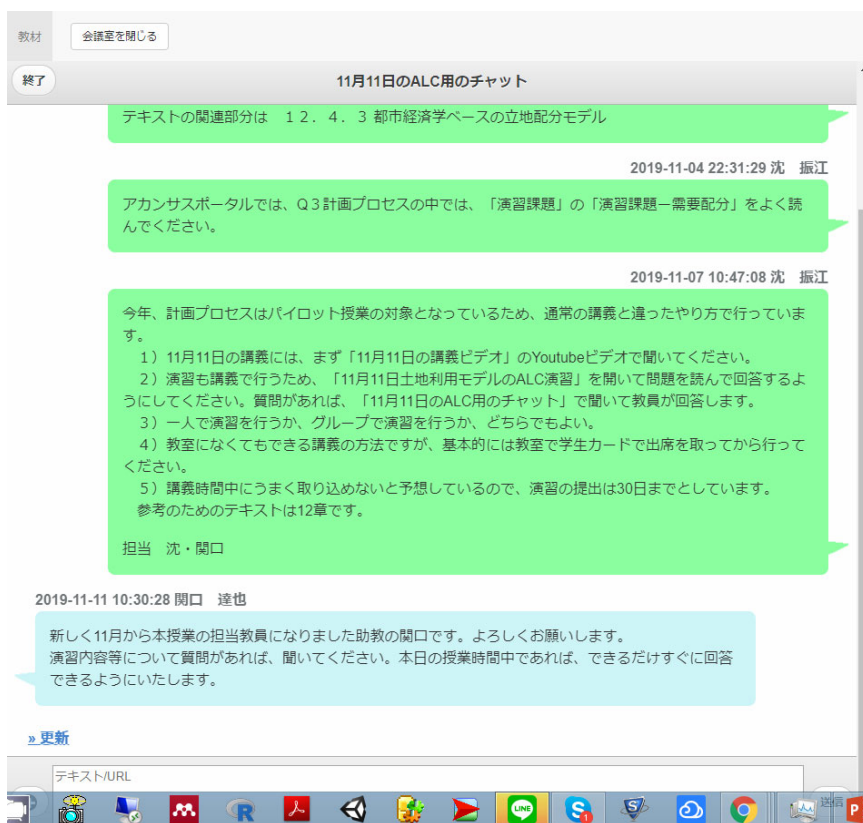 教材 会議室を閉じる
終了 11月11日のALC用のチャット
テキストの関連部分は １２．４．３ 都市経済学ベースの立地配分モデル
2019-11-04 22:31:29 沈　振江
アカンサスポータルでは、Ｑ３計画プロセスの中では、「演習課題」の「演習課題ー需要配分」をよく読
んでください。
2019-11-07 10:47:08 沈　振江
今年、計画プロセスはパイロット授業の対象となっているため、通常の講義と違ったやり方で行っていま
す。
１）11月11日の講義には、まず「11月11日の講義ビデオ」のYoutubeビデオで聞いてください。
２）演習も講義で行うため、「11月11日土地利用モデルのALC演習」を開いて問題を読んで回答するよ
うにしてください。質問があれば、「11月11日のALC用のチャット」で聞いて教員が回答します。
３）一人で演習を行うか、グループで演習を行うか、どちらでもよい。
４）教室になくてもできる講義の方法ですが、基本的には教室で学生カードで出席を取ってから行って
ください。
５）講義時間中にうまく取り込めないと予想しているので、演習の提出は30日までとしています。
参考のためのテキストは12章です。
担当　沈・関口
2019-11-11 10:30:28 関口　達也
新しく11月から本授業の担当教員になりました助教の関口です。よろしくお願いします。
演習内容等について質問があれば、聞いてください。本日の授業時間中であれば、できるだけすぐに回答
できるようにいたします。
» 更新
テキスト/URL
送信
LINE